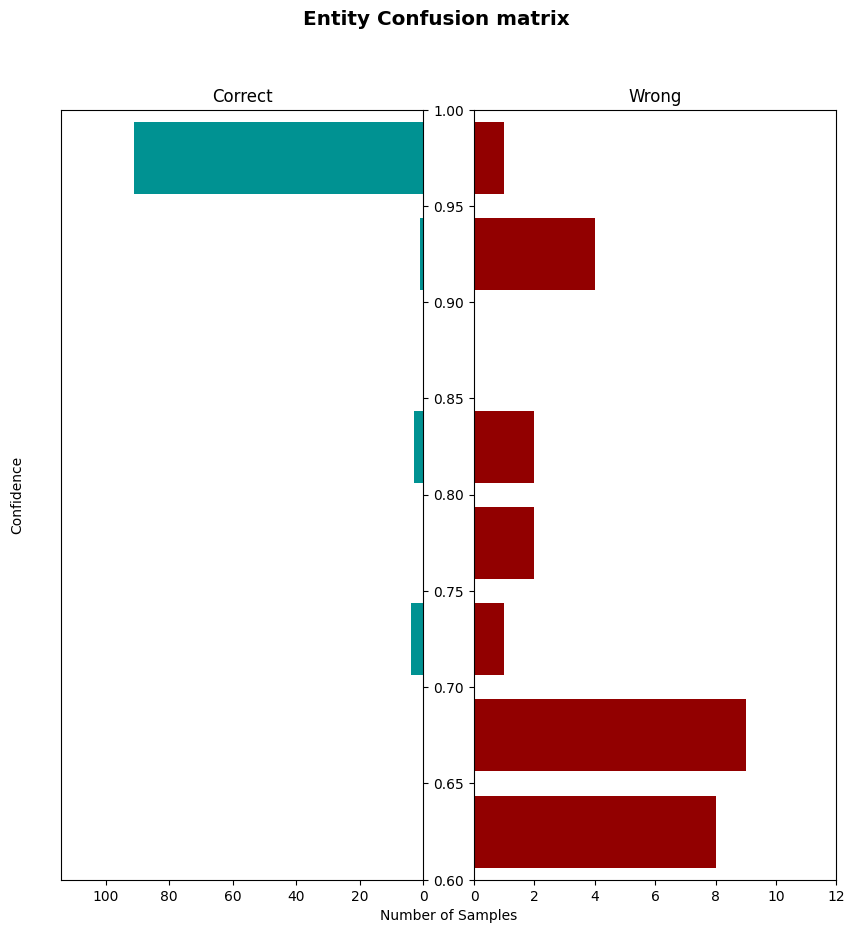 Entity Confusion matrix
Correct
Wrong
1.00
0.95
0.90
0.85
0.80
0.75
0.70
0.65
0.60
Confidence
100 80 60 40 20 0
0 2 4 6 8 10 12
Number of Samples